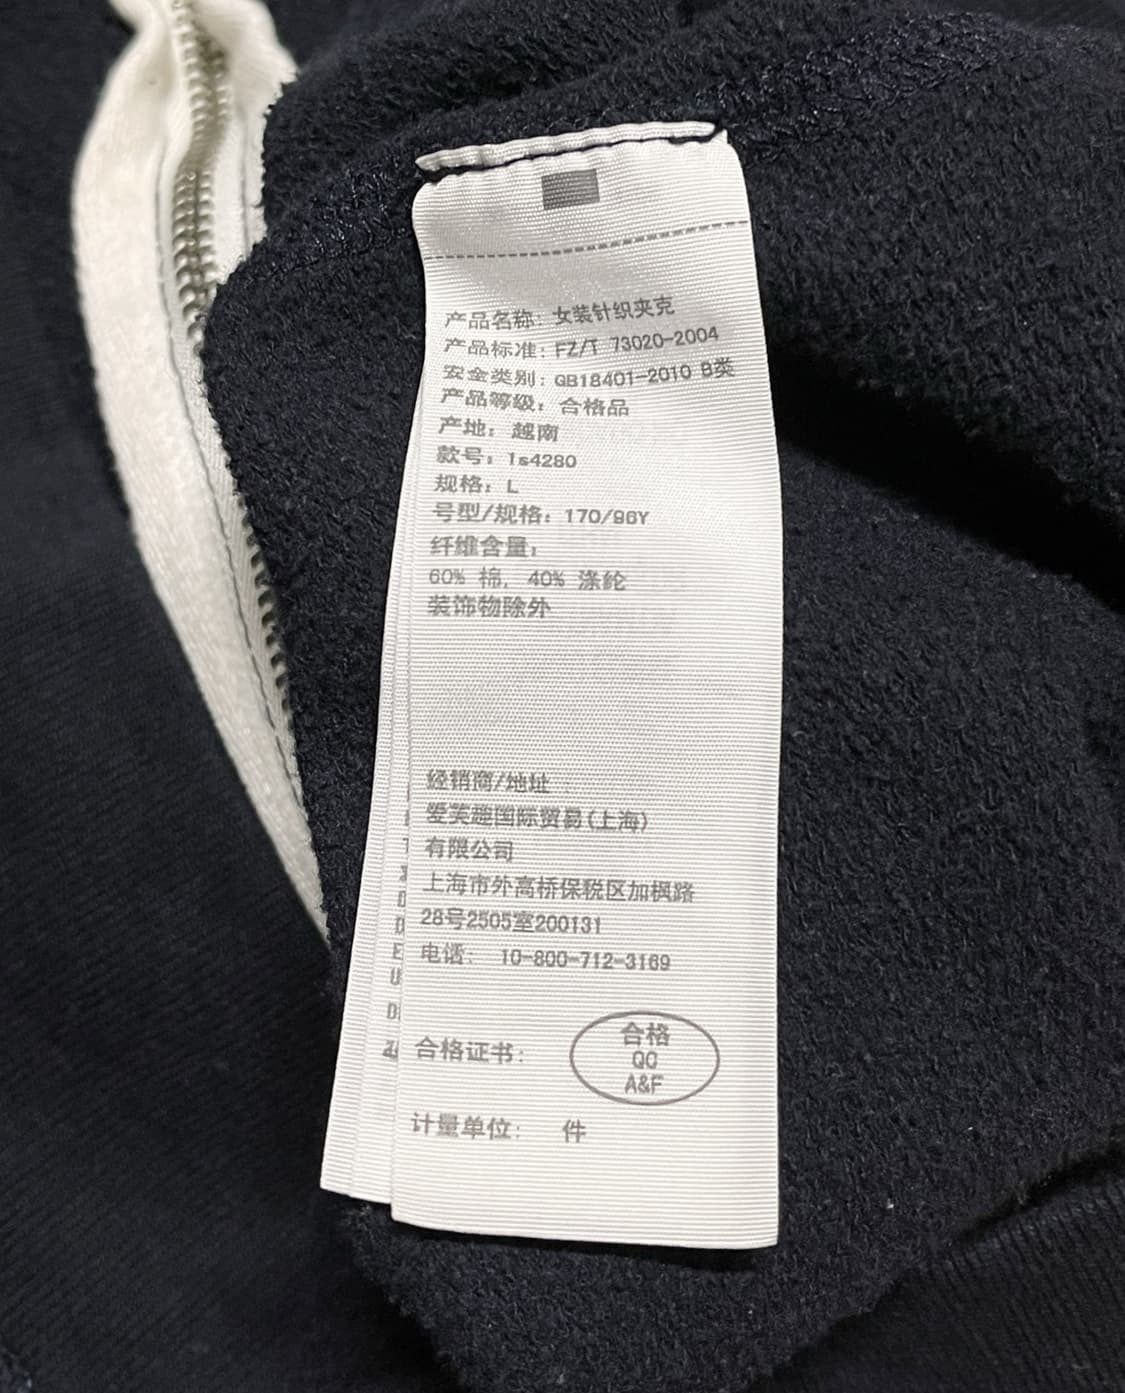 产品名称: 女装针织夹克
产品标准: FZ/T 73020-2004
安全类别: GB18401-2010 B类
产品等级: 合格品
产地: 越南
款号: 1s4280
规格: L
号型/规格: 170/96Y
纤维含量:
60% 棉, 40% 涤纶
装饰物除外
经销商/地址:
爱芙趣国际贸易(上海)
有限公司
上海市外高桥保税区加枫路
28号2505室200131
电话: 10-800-712-3169
合格证书:
合格
QC
A&F
计量单位: 件